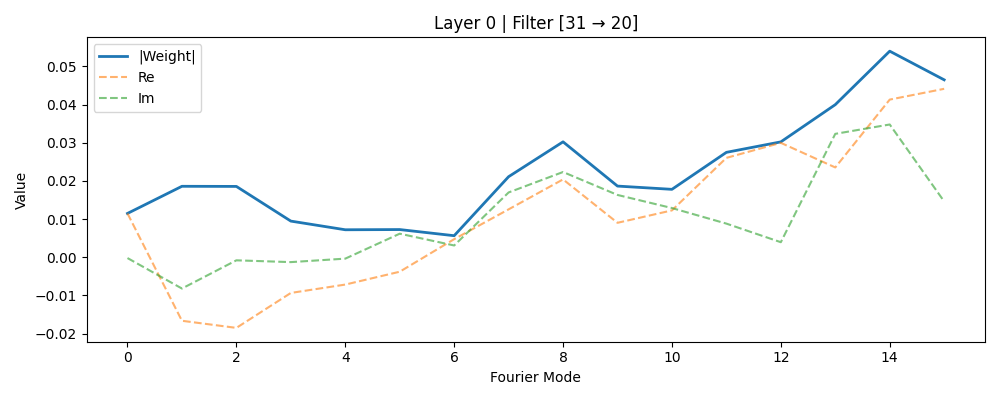 Layer 0 | Filter [31 → 20]
|Weight|
Re
Im
Value
0.05
0.04
0.03
0.02
0.01
0.00
−0.01
−0.02
0 2 4 6 8 10 12 14
Fourier Mode